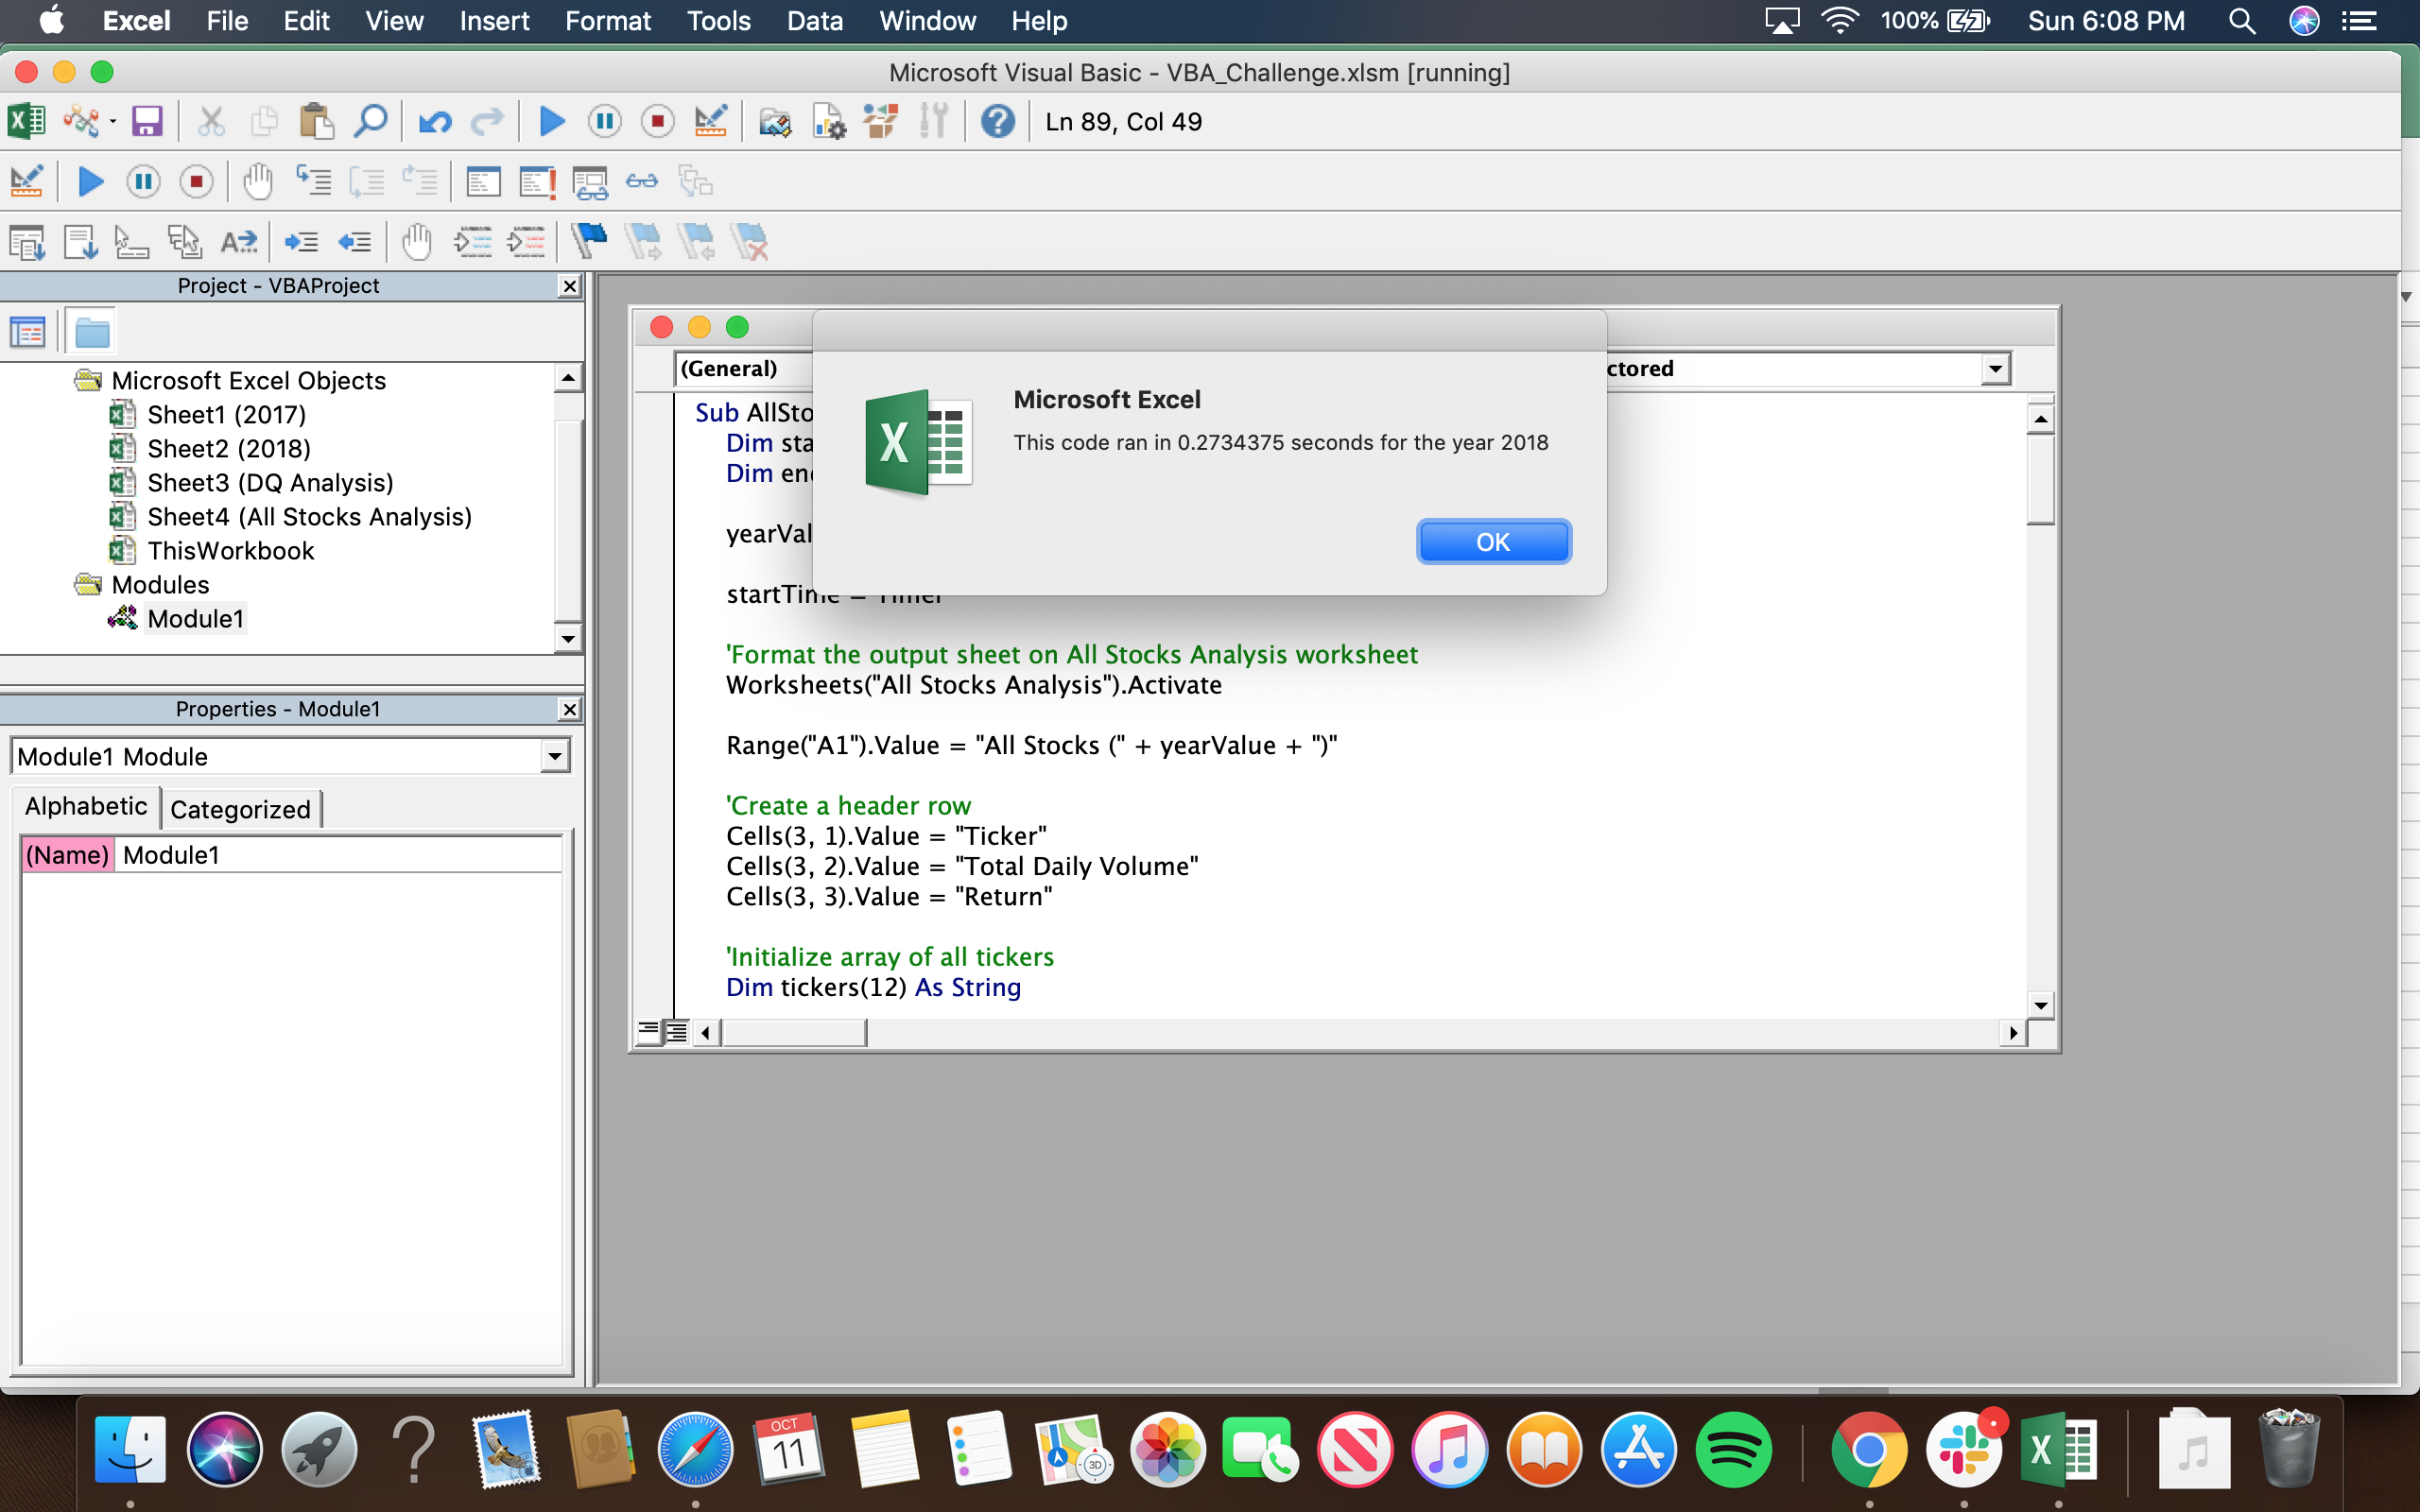 Excel File Edit View Insert Format Tools Data Window Help 100% Sun 6:08 PM
Microsoft Visual Basic - VBA_Challenge.xlsm [running]
Ln 89, Col 49
Project - VBAProject
Microsoft Excel Objects
Sheet1 (2017)
Sheet2 (2018)
Sheet3 (DQ Analysis)
Sheet4 (All Stocks Analysis)
ThisWorkbook
Modules
Module1
Properties - Module1
Module1 Module
Alphabetic Categorized
(Name) Module1
(General) ctored
Sub AllSto
Dim sta
Dim en
yearVal
startTime = Timer
'Format the output sheet on All Stocks Analysis worksheet
Worksheets("All Stocks Analysis").Activate
Range("A1").Value = "All Stocks (" + yearValue + ")"
'Create a header row
Cells(3, 1).Value = "Ticker"
Cells(3, 2).Value = "Total Daily Volume"
Cells(3, 3).Value = "Return"
'Initialize array of all tickers
Dim tickers(12) As String
Microsoft Excel
This code ran in 0.2734375 seconds for the year 2018
OK
OCT
11
3D